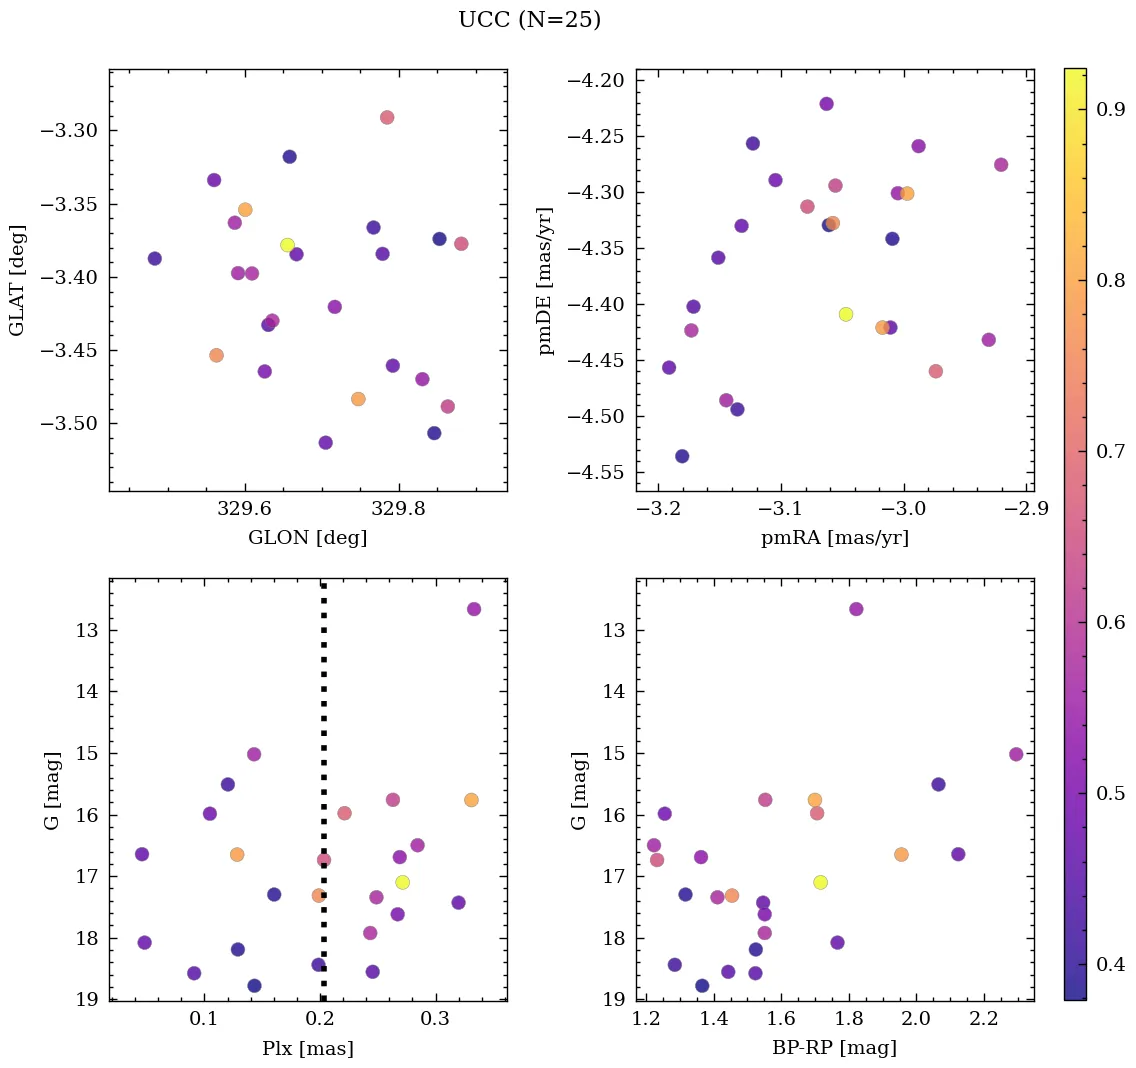 UCC (N=25)
−3.30
−3.35
−3.40
−3.45
−3.50
GLAT [deg]
329.6 329.8
GLON [deg]
−4.20
−4.25
−4.30
−4.35
−4.40
−4.45
−4.50
−4.55
pmDE [mas/yr]
−3.2 −3.1 −3.0 −2.9
pmRA [mas/yr]
13
14
15
16
17
18
19
G [mag]
0.1 0.2 0.3
Plx [mas]
13
14
15
16
17
18
19
G [mag]
1.2 1.4 1.6 1.8 2.0 2.2
BP-RP [mag]
0.9
0.8
0.7
0.6
0.5
0.4